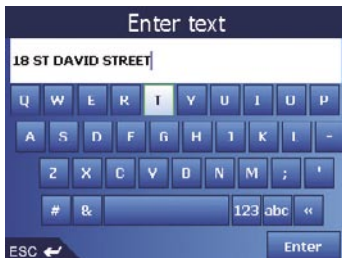 Enter text
18 ST DAVID STREET
Q W E R T Y U I O P
A S D F G H J K L -
Z X C V B N M ; '
# & 123 abc «
ESC Enter